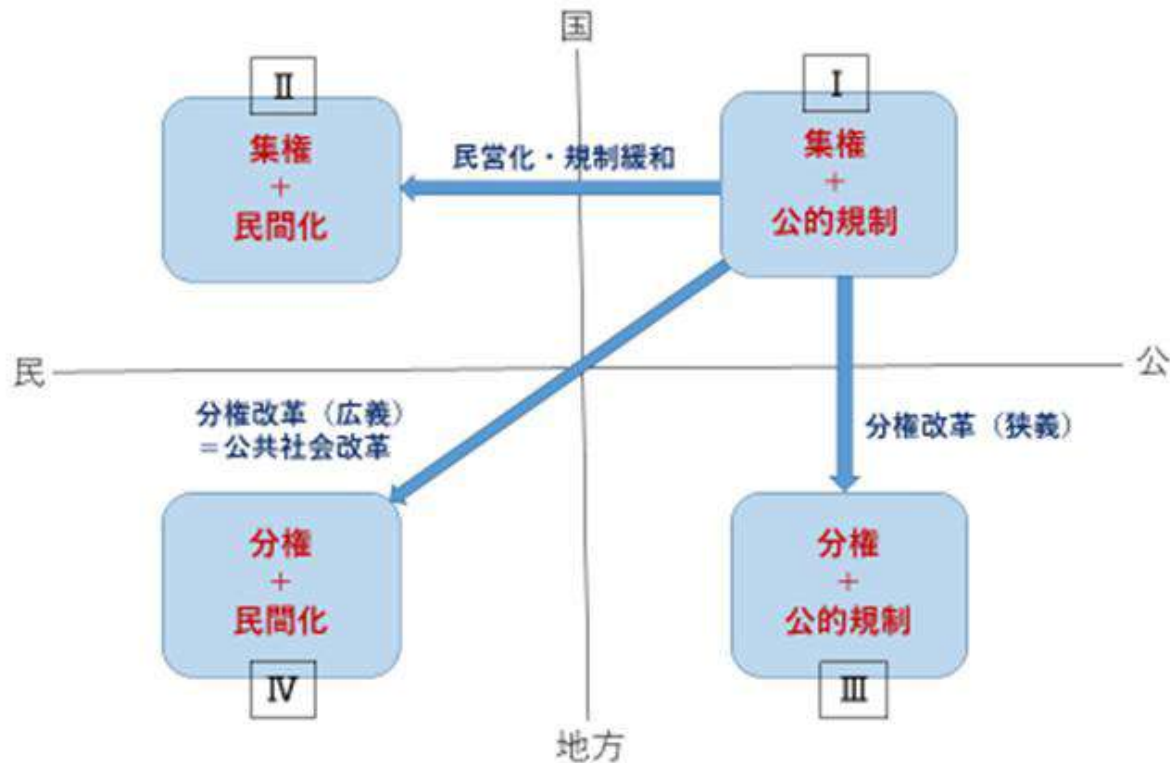 国
Ⅱ
集権
+
民間化
民営化・規制緩和
Ⅰ
集権
+
公的規制
民
公
分権改革（広義）
＝公共社会改革
分権改革（狭義）
分権
+
民間化
Ⅳ
分権
+
公的規制
Ⅲ
地方